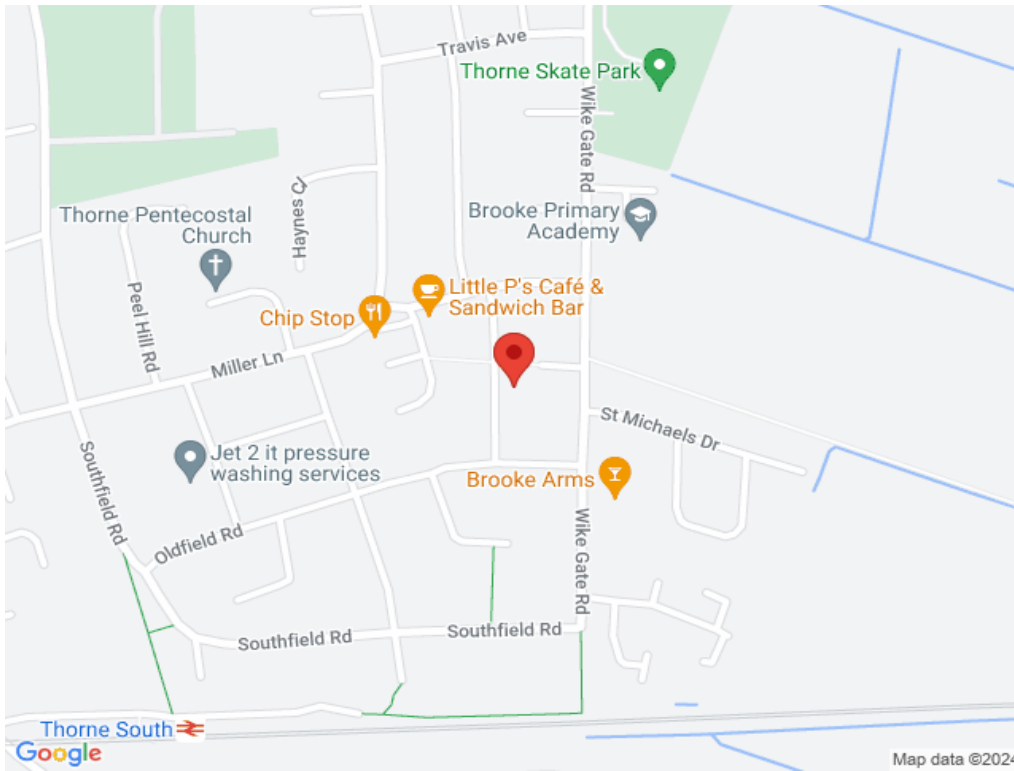 Travis Ave
Thorne Skate Park
Wike Gate Rd
Haynes Cl
Thorne Pentecostal
Church
Brooke Primary
Academy
Peel Hill Rd
Little P's Café &
Sandwich Bar
Chip Stop
Miller Ln
St Michaels Dr
Southfield Rd
Jet 2 it pressure
washing services
Brooke Arms
Oldfield Rd
Wike Gate Rd
Southfield Rd
Southfield Rd
Thorne South
Google
Map data ©2024